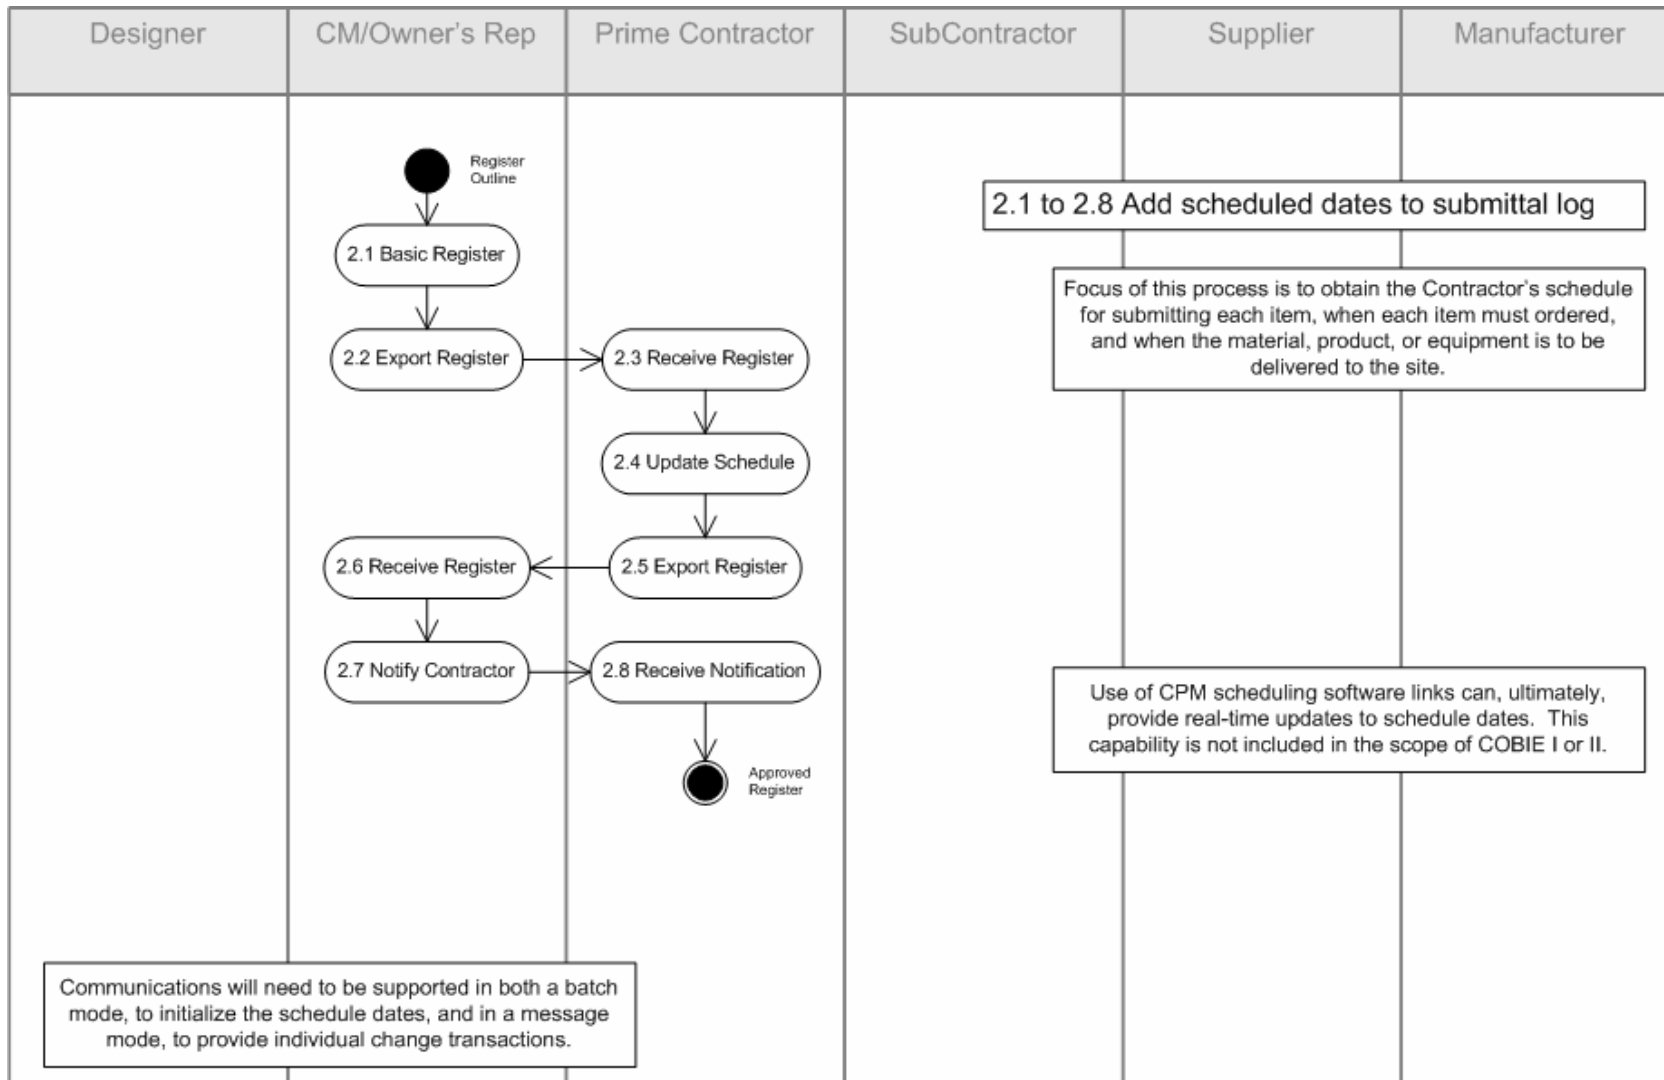 Designer
CM/Owner's Rep
Prime Contractor
SubContractor
Supplier
Manufacturer
Register
Outline
2.1 to 2.8 Add scheduled dates to submittal log
2.1 Basic Register
Focus of this process is to obtain the Contractor's schedule
for submitting each item, when each item must ordered,
and when the material, product, or equipment is to be
delivered to the site.
2.2 Export Register
2.3 Receive Register
2.4 Update Schedule
2.6 Receive Register
2.5 Export Register
2.7 Notify Contractor
2.8 Receive Notification
Use of CPM scheduling software links can, ultimately,
provide real-time updates to schedule dates.  This
capability is not included in the scope of COBIE I or II.
Approved
Register
Communications will need to be supported in both a batch
mode, to initialize the schedule dates, and in a message
mode, to provide individual change transactions.